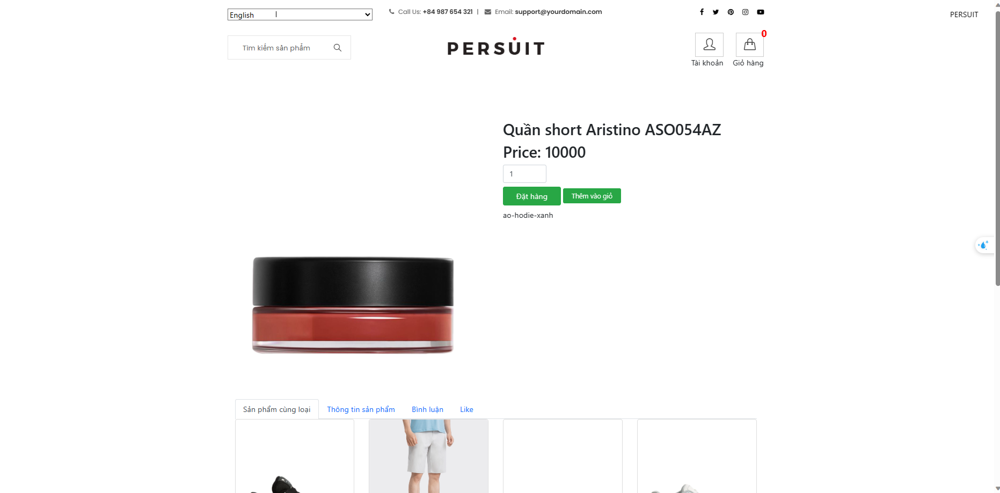 English
Call Us: +84 987 654 321 | Email: support@yourdomain.com
PERSUIT
Tìm kiếm sản phẩm
PERSUIT
0
Tài khoản
Giỏ hàng
Quần short Aristino ASO054AZ
Price: 10000
1
Đặt hàng
Thêm vào giỏ
ao-hodie-xanh
Sản phẩm cùng loại
Thông tin sản phẩm
Bình luận
Like